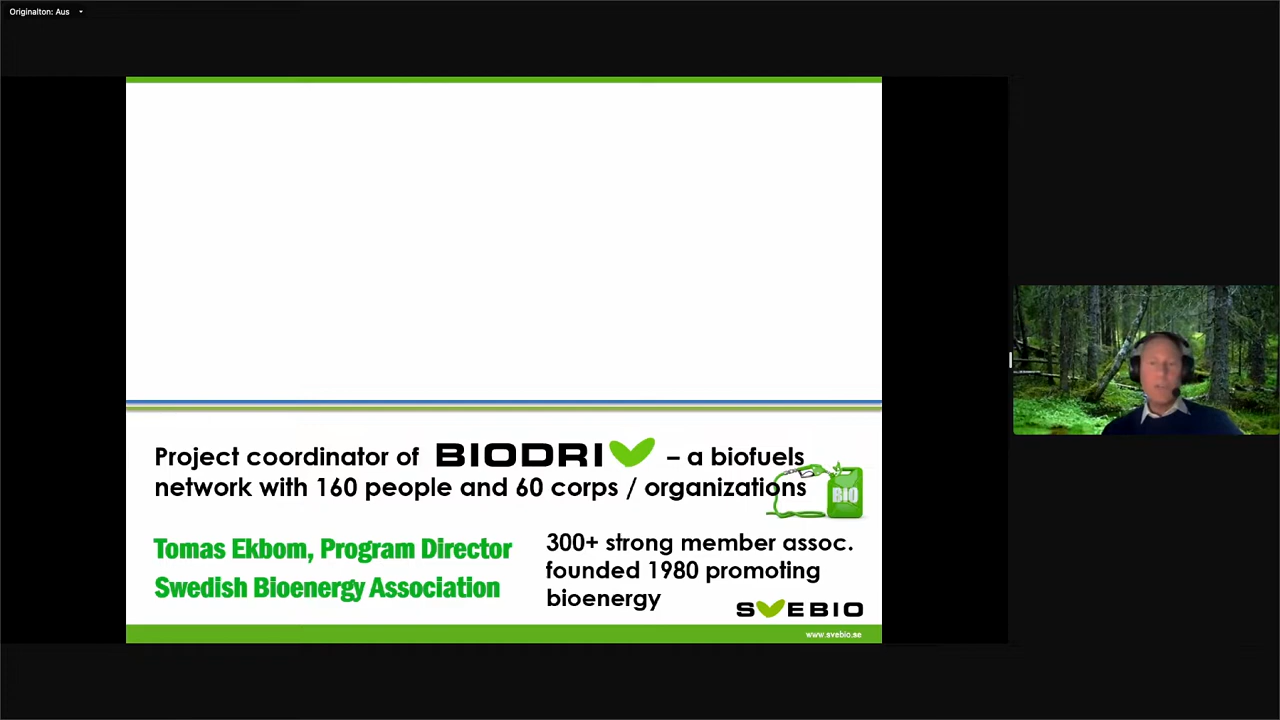 Originalton: Aus
Project coordinator of BIODRIV – a biofuels
network with 160 people and 60 corps / organizations
BIO
Tomas Ekbom, Program Director
Swedish Bioenergy Association
300+ strong member assoc.
founded 1980 promoting
bioenergy
SVEBIO
www.svebio.se